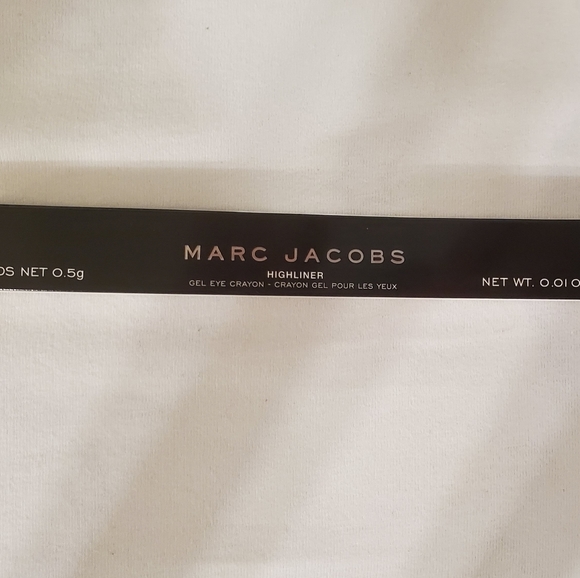 MARC JACOBS
HIGHLINER
GEL EYE CRAYON - CRAYON GEL POUR LES YEUX
NET 0.5g
NET WT. 0.01